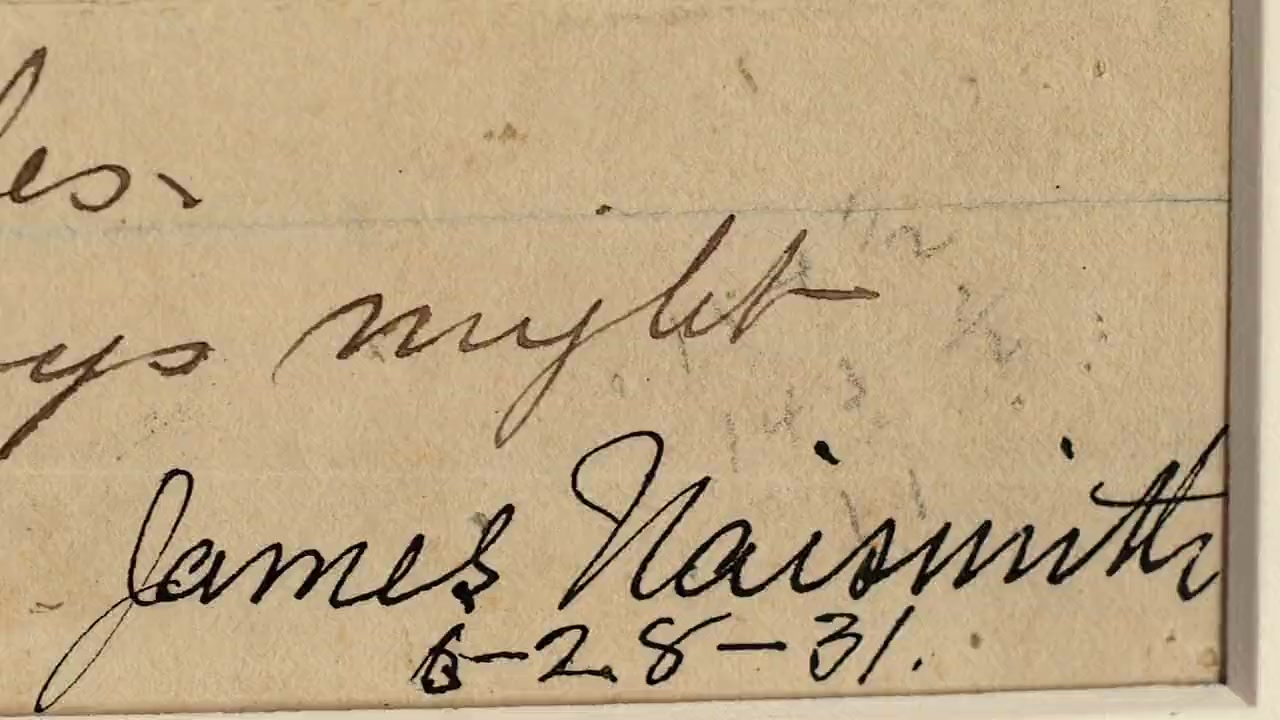 les.
ys might
James Naismith
6-28-31.